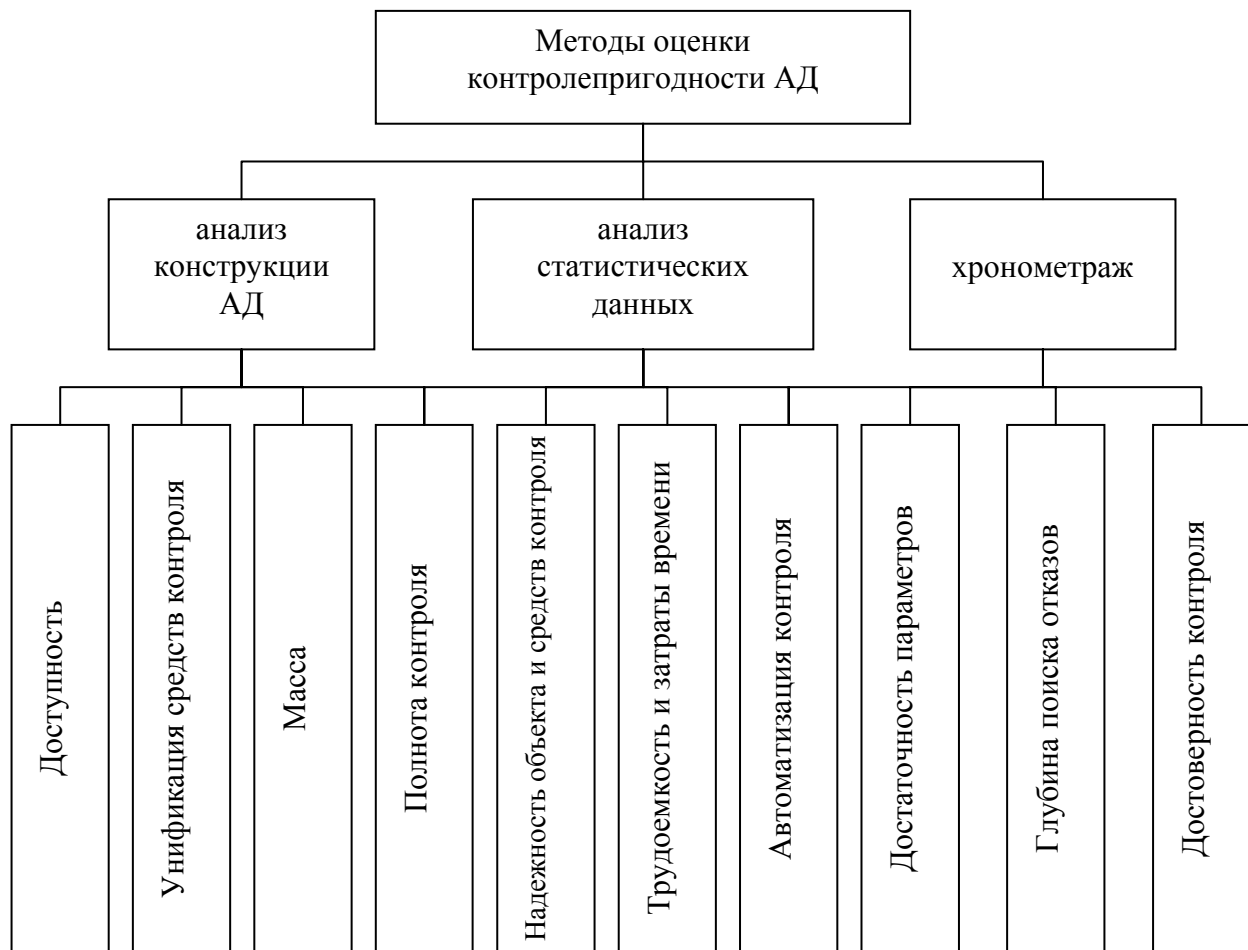 Методы оценки
контролепригодности АД
анализ
конструкции
АД
анализ
статистических
данных
хронометраж
Доступность
Унификация средств контроля
Масса
Полнота контроля
Надежность объекта и средств контроля
Трудоемкость и затраты времени
Автоматизация контроля
Достаточность параметров
Глубина поиска отказов
Достоверность контроля